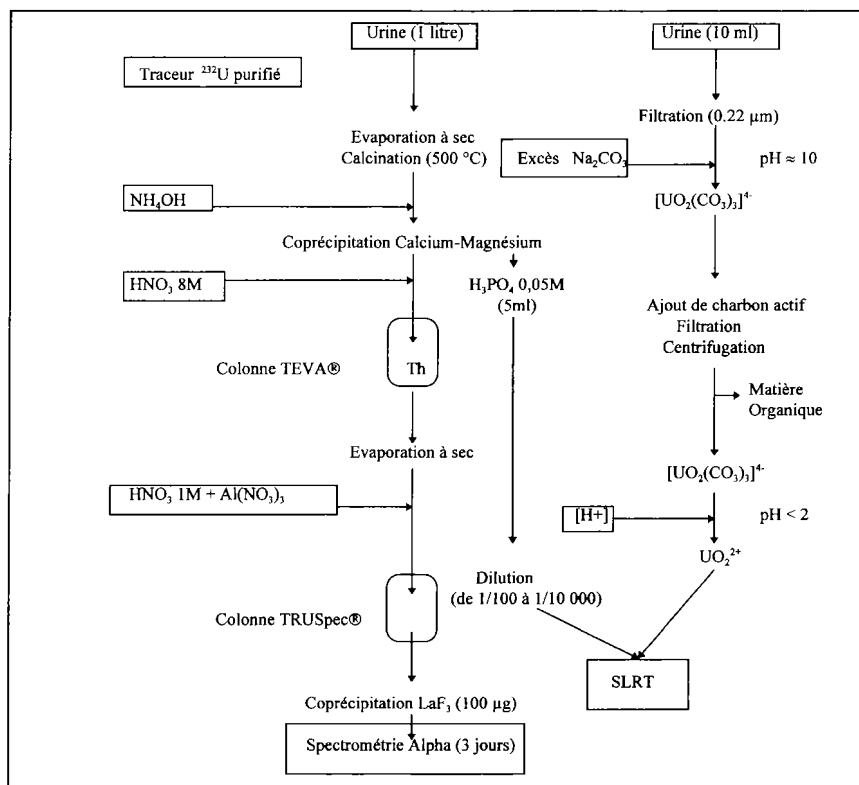 Urine (1 litre)
Urine (10 ml)
Traceur ²³²U purifié
Filtration (0.22 µm)
Evaporation à sec
Calcination (500 °C)
Excès Na₂CO₃
pH ≈ 10
[UO₂(CO₃)₃]⁴⁻
NH₄OH
Coprécipitation Calcium-Magnésium
HNO₃ 8M
H₃PO₄ 0,05M
(5ml)
Ajout de charbon actif
Filtration
Centrifugation
Colonne TEVA®
Th
Matière
Organique
Evaporation à sec
[UO₂(CO₃)₃]⁴⁻
HNO₃ 1M + Al(NO₃)₃
[H+]
pH < 2
UO₂²⁺
Dilution
(de 1/100 à 1/10 000)
Colonne TRUSpec®
SLRT
Coprécipitation LaF₃ (100 µg)
Spectrométrie Alpha (3 jours)